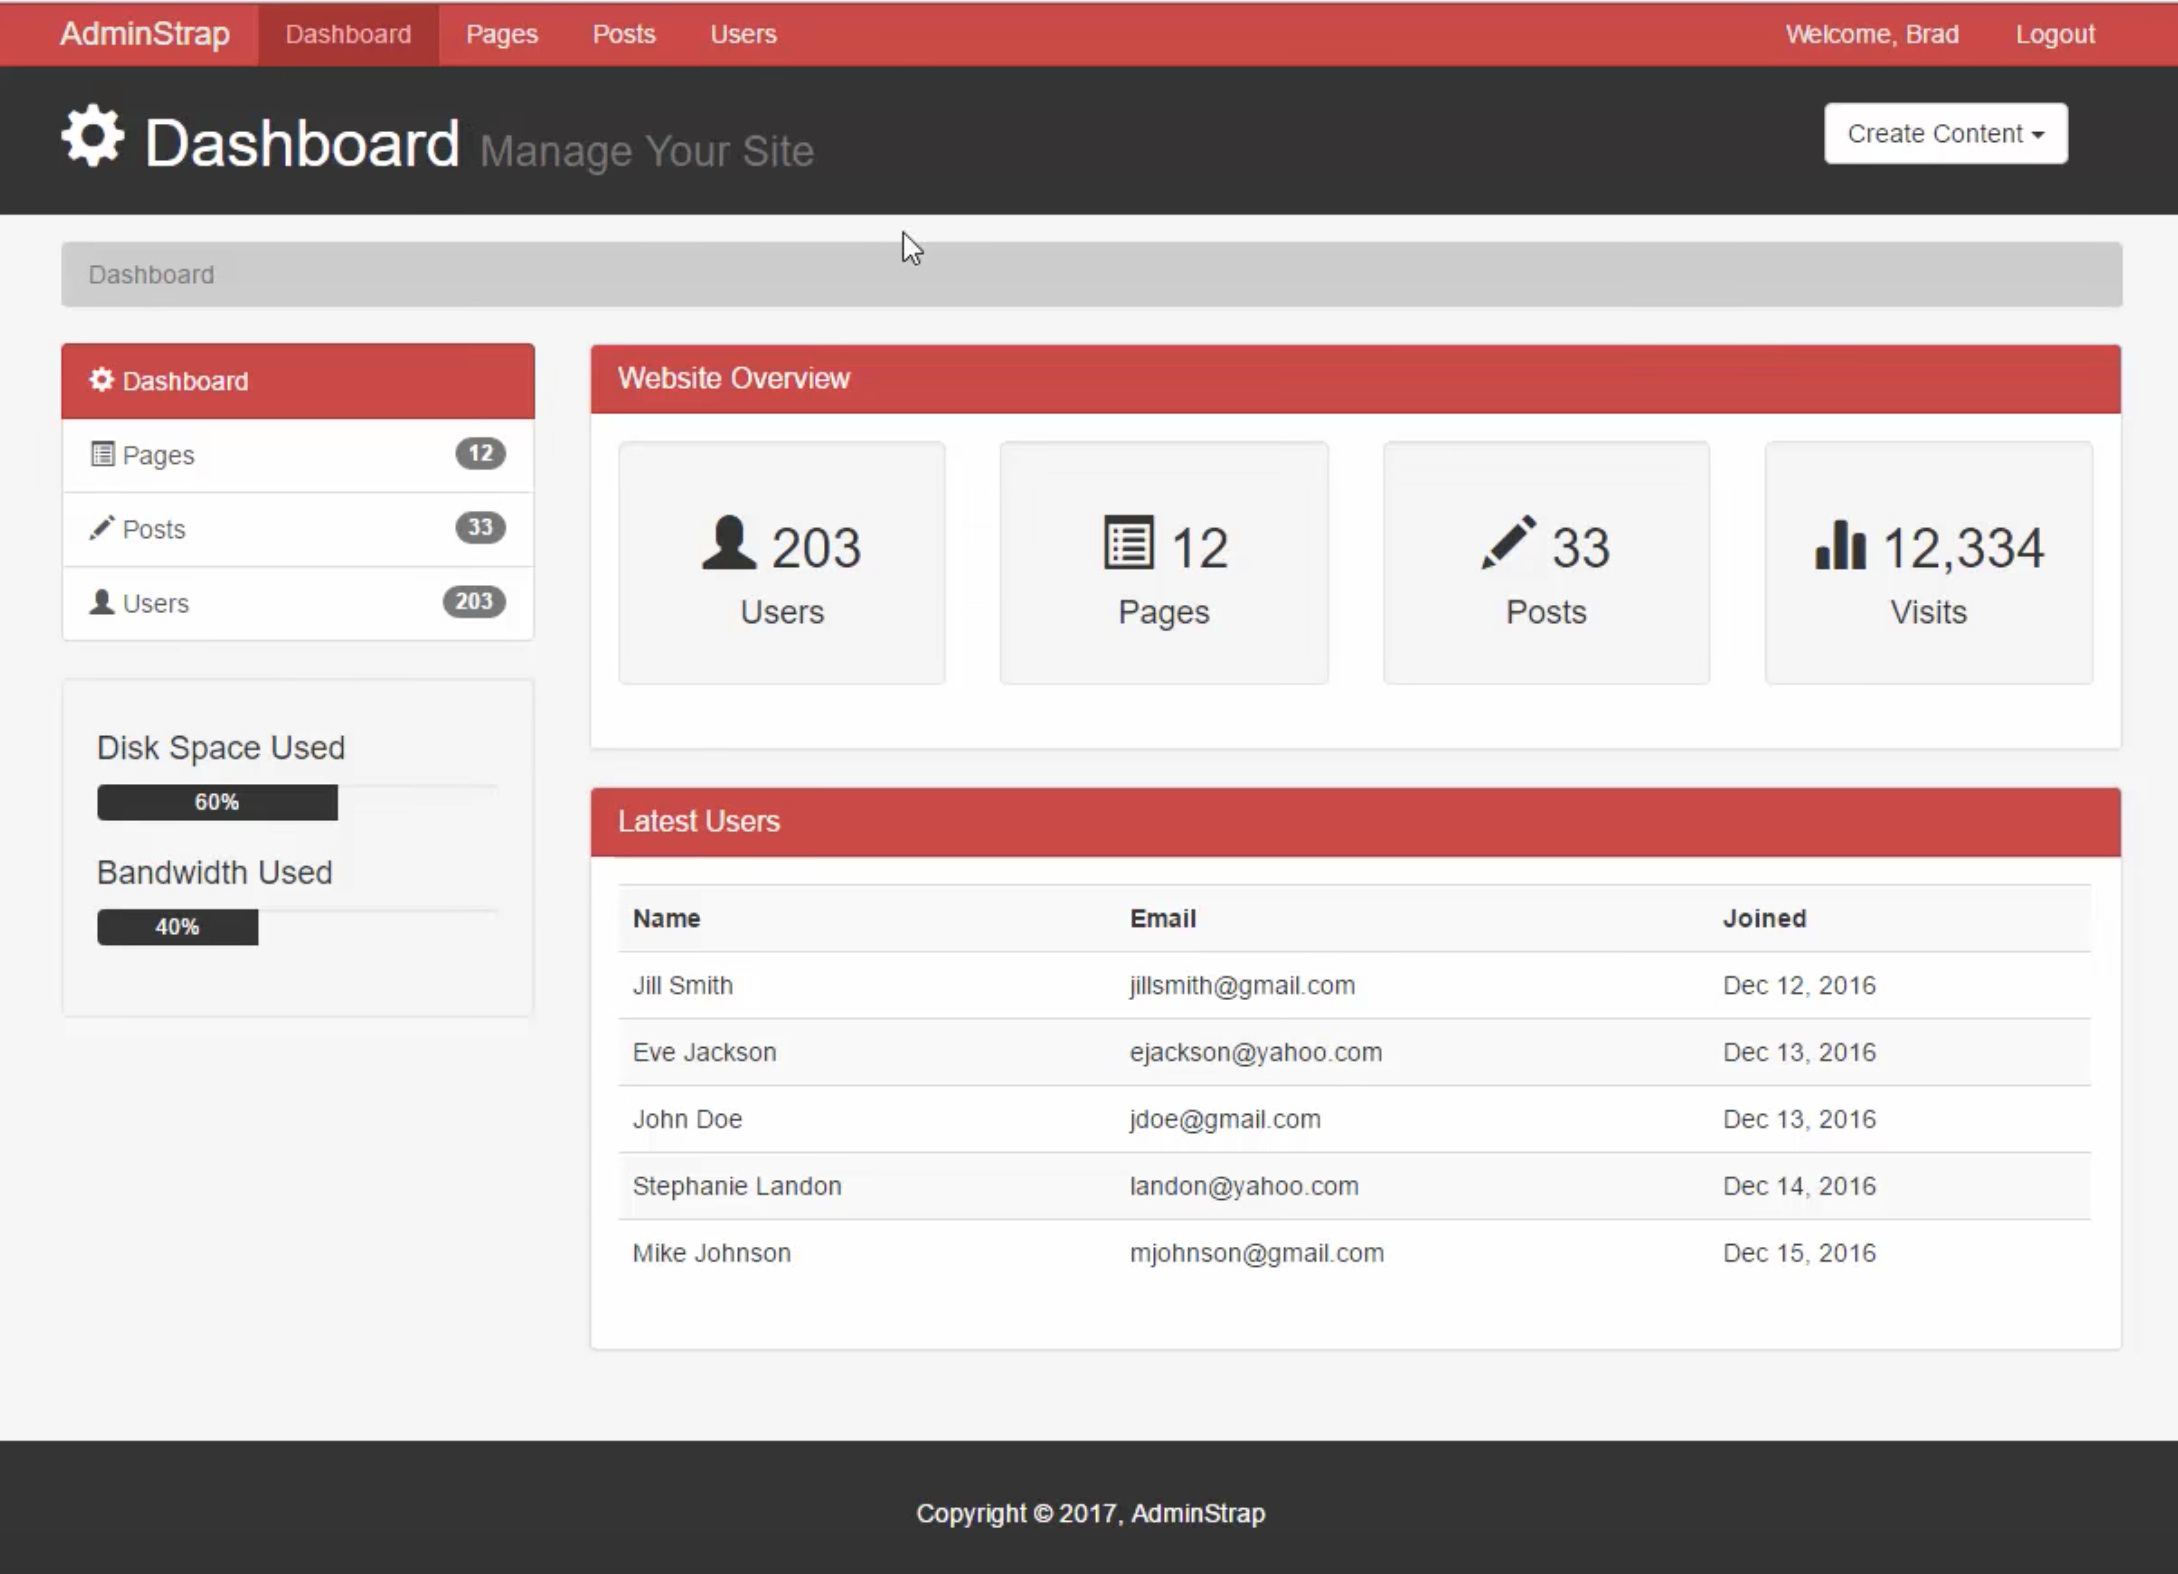 AdminStrap Dashboard Pages Posts Users Welcome, Brad Logout
Dashboard Manage Your Site
Create Content
Dashboard
Dashboard
Pages 12
Posts 33
Users 203
Disk Space Used
60%
Bandwidth Used
40%
Website Overview
203
Users
12
Pages
33
Posts
12,334
Visits
Latest Users
Name Email Joined
Jill Smith jillsmith@gmail.com Dec 12, 2016
Eve Jackson ejackson@yahoo.com Dec 13, 2016
John Doe jdoe@gmail.com Dec 13, 2016
Stephanie Landon landon@yahoo.com Dec 14, 2016
Mike Johnson mjohnson@gmail.com Dec 15, 2016
Copyright © 2017, AdminStrap